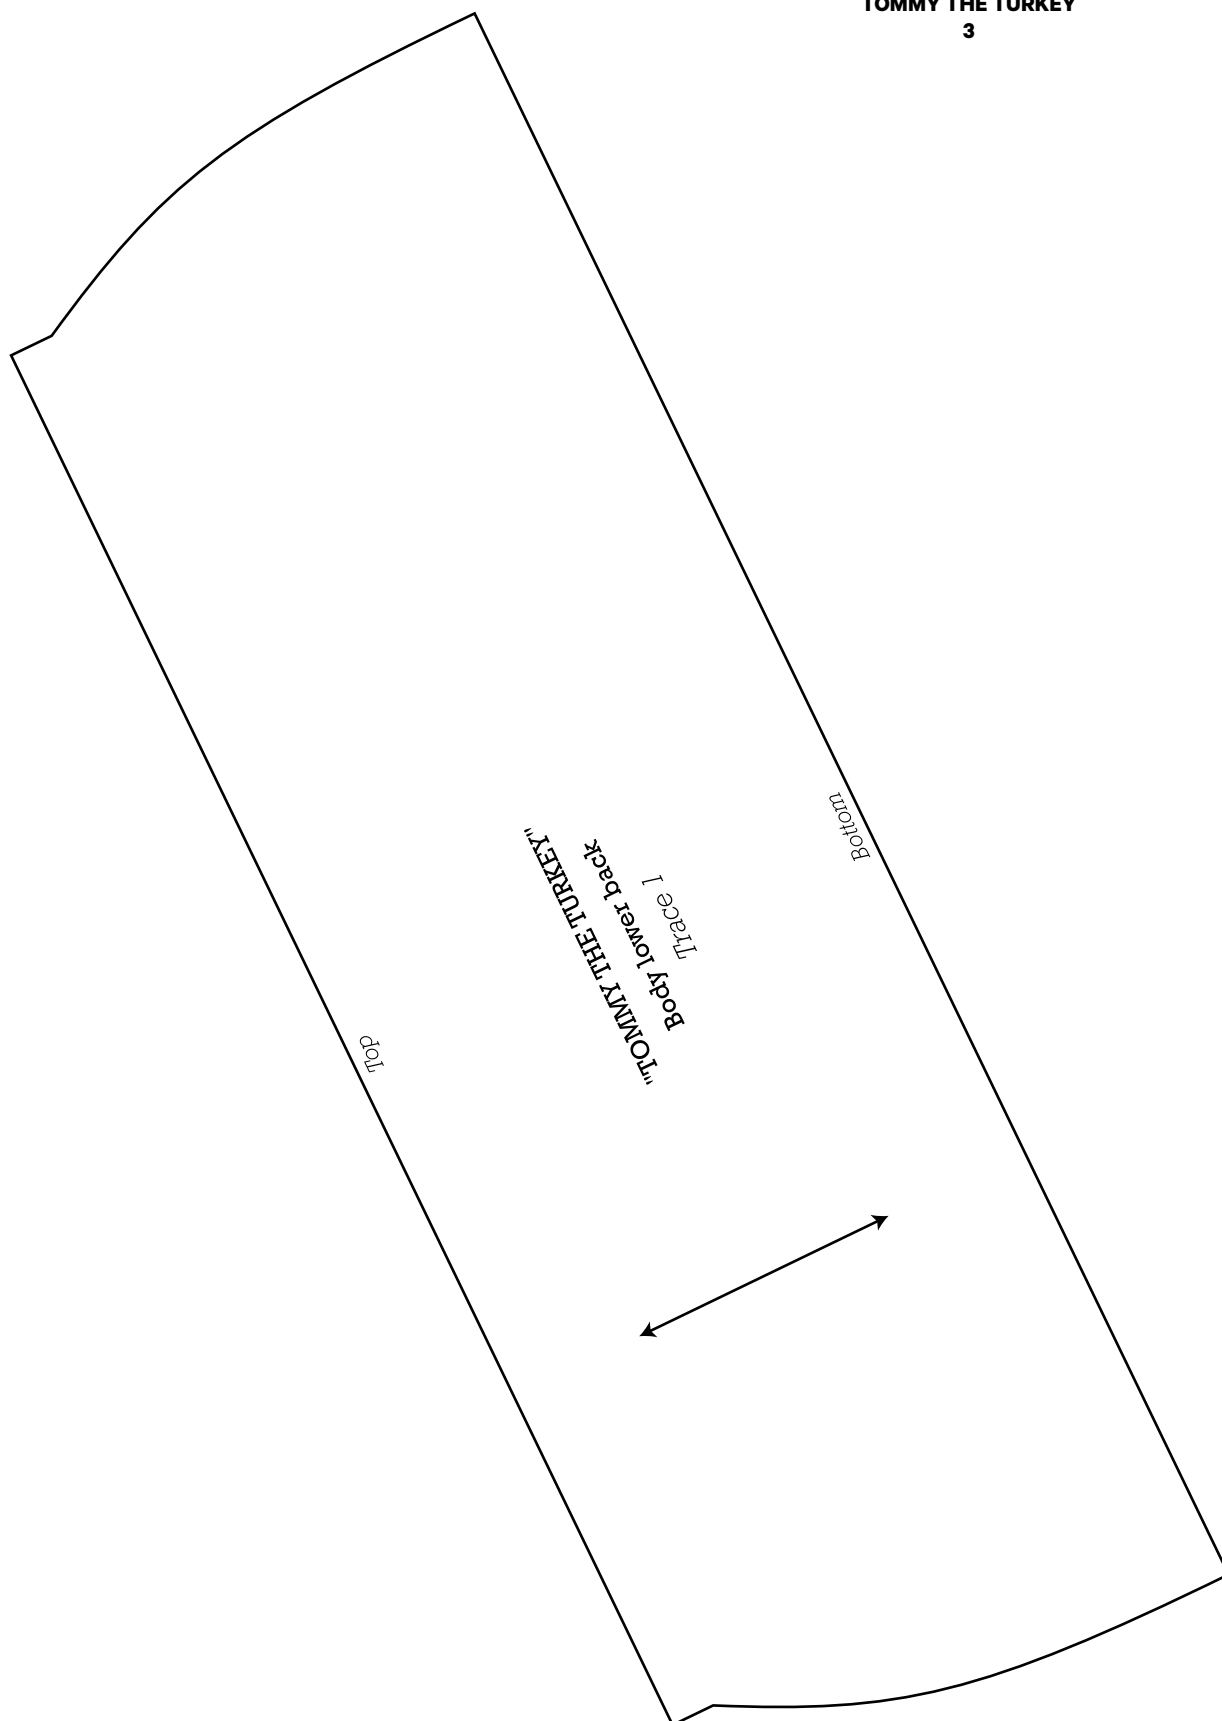 TOMMY THE TURKEY
3
Bottom
"TOMMY THE TURKEY"
Body lower back
Trace 1
Top